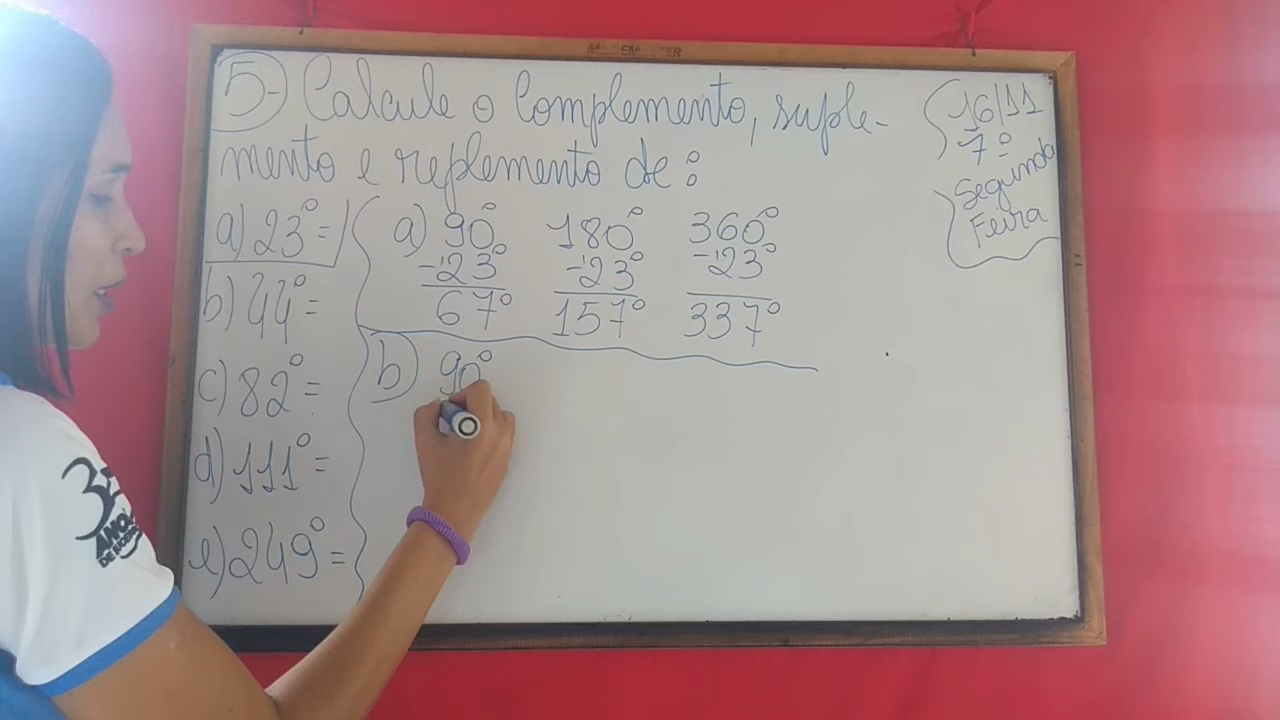 5- Calcule o complemento, suple-
mento e replemento de:
16/11
7º
Segunda
Feira
a) 23° =
b) 44° =
c) 82° =
d) 111° =
e) 249° =
a) 90° 180° 360°
-23° -23° -23°
67° 157° 337°
b) 90°
ANOS